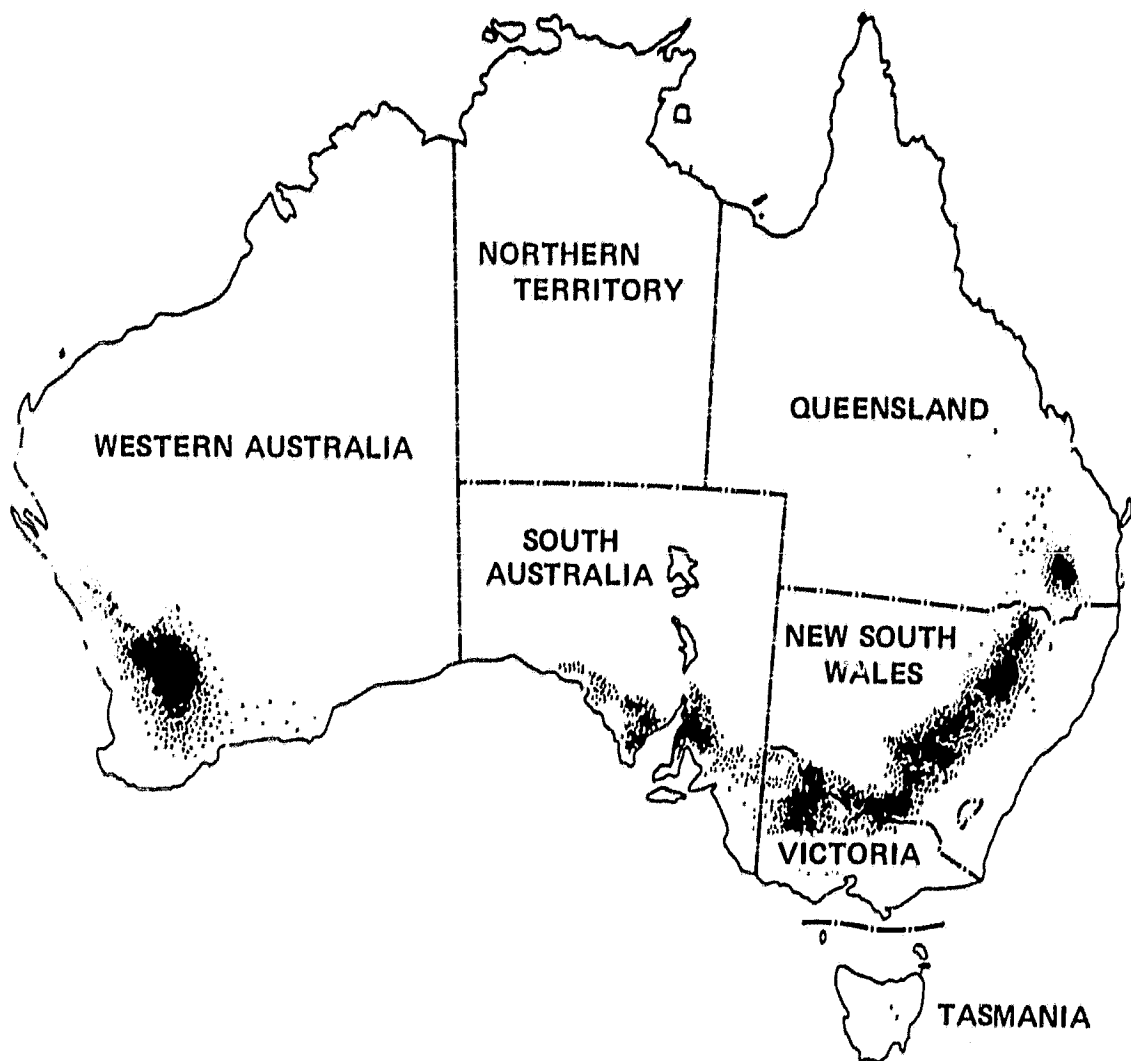 NORTHERN
TERRITORY
QUEENSLAND
WESTERN AUSTRALIA
SOUTH
AUSTRALIA
NEW SOUTH
WALES
VICTORIA
TASMANIA